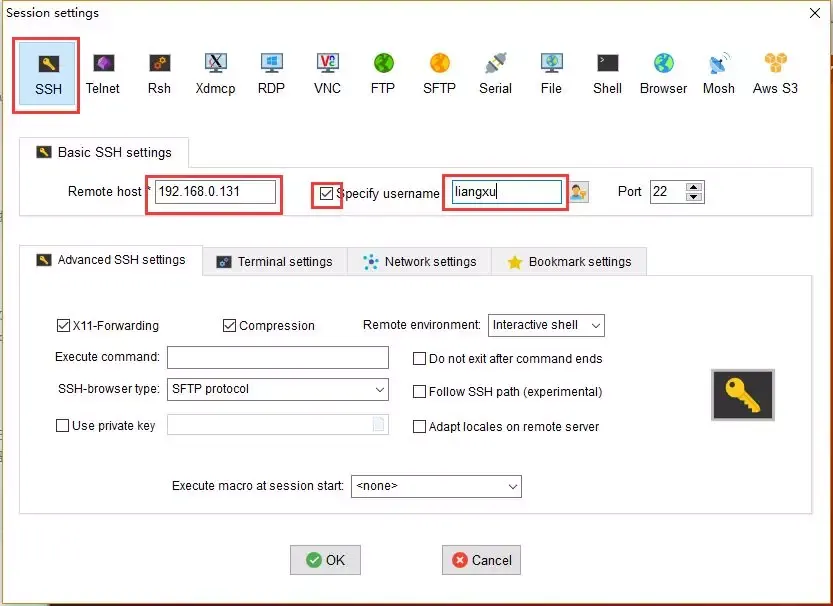 Session settings
SSH Telnet Rsh Xdmcp RDP VNC FTP SFTP Serial File Shell Browser Mosh Aws S3
Basic SSH settings
Remote host * 192.168.0.131 Specify username liangxu Port 22
Advanced SSH settings Terminal settings Network settings Bookmark settings
X11-Forwarding Compression Remote environment: Interactive shell
Execute command: Do not exit after command ends
SSH-browser type: SFTP protocol Follow SSH path (experimental)
Use private key Adapt locales on remote server
Execute macro at session start: <none>
OK Cancel